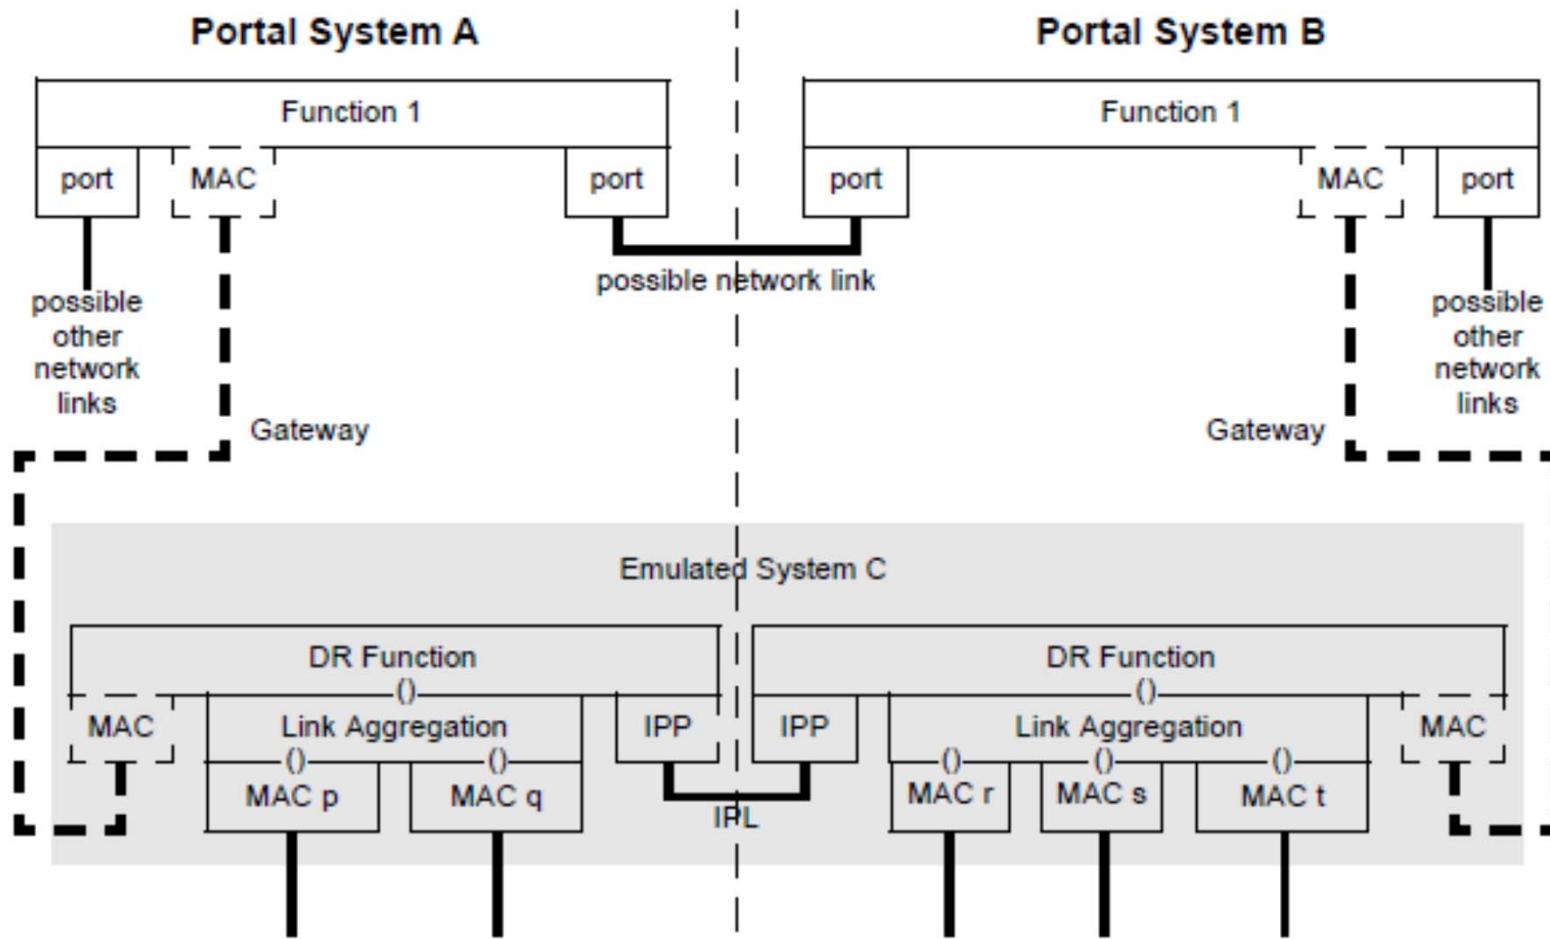 Portal System A
Portal System B
Function 1
Function 1
port
MAC
port
port
MAC
port
possible network link
possible
other
network
links
possible
other
network
links
Gateway
Gateway
Emulated System C
DR Function
DR Function
()
()
MAC
Link Aggregation
IPP
IPP
Link Aggregation
MAC
()
()
()
()
()
MAC p
MAC q
MAC r
MAC s
MAC t
IPL